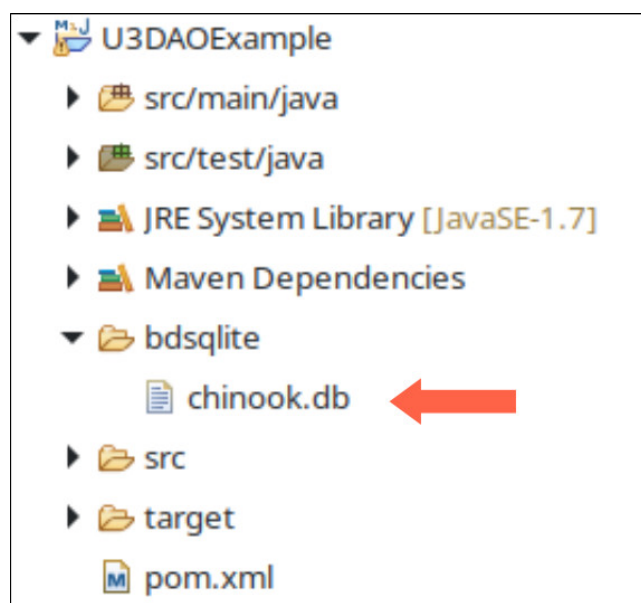 U3DAOExample
src/main/java
src/test/java
JRE System Library [JavaSE-1.7]
Maven Dependencies
bdsqlite
chinook.db
src
target
pom.xml